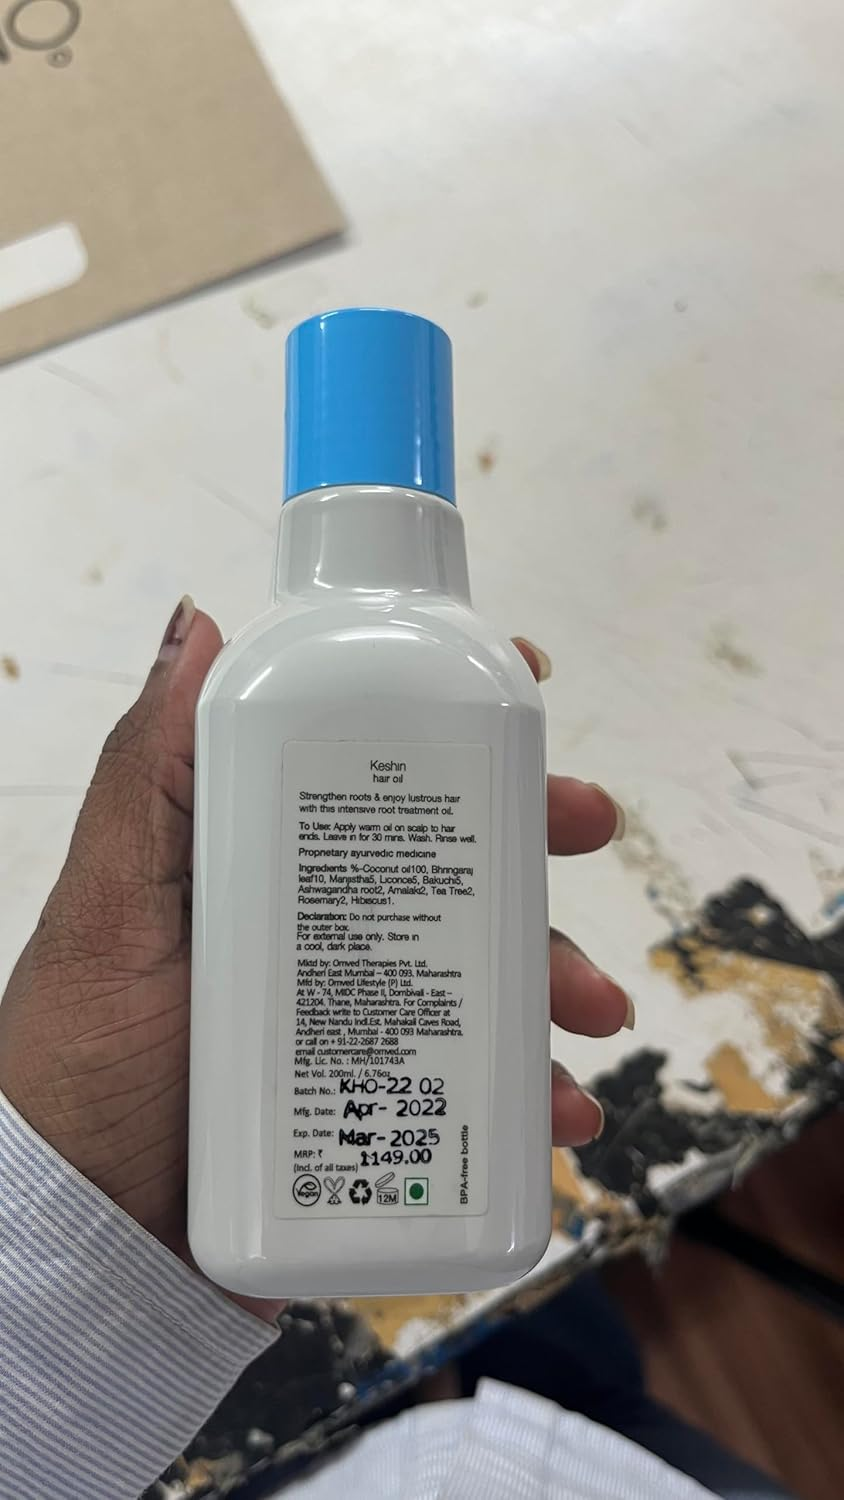 Keshin
hair oil
Strengthen roots & enjoy lustrous hair
with this intensive root treatment oil.
To Use: Apply warm oil on scalp to hair
ends. Leave in for 30 mins. Wash. Rinse well.
Proprietary ayurvedic medicine
Ingredients %-Coconut oil100, Bhringaraj
leaf10, Manjistha5, Licorice5, Bakuchi5,
Ashwagandha root2, Amalaki2, Tea Tree2,
Rosemary2, Hibiscus1.
Declaration: Do not purchase without
the outer box.
For external use only. Store in
a cool, dark place.
Mktd by: Omved Therapies Pvt. Ltd.
Andheri East Mumbai – 400 093. Maharashtra
Mfd by: Omved Lifestyle (P) Ltd.
At W - 74, MIDC Phase II, Dombivali - East –
421204. Thane, Maharashtra. For Complaints /
Feedback write to Customer Care Officer at
14, New Nandu Indl.Est. Mahakali Caves Road,
Andheri east , Mumbai - 400 093 Maharashtra.
or call on + 91-22-2687 2688
email customercare@omved.com
Mfg. Lic. No. : MH/101743A
Net Vol. 200ml. / 6.76oz
Batch No.: KHO-22 02
Mfg. Date: Apr- 2022
Exp. Date: Mar- 2025
MRP: ₹ 1149.00
(Incl. of all taxes)
Vegan
12M
BPA-free bottle